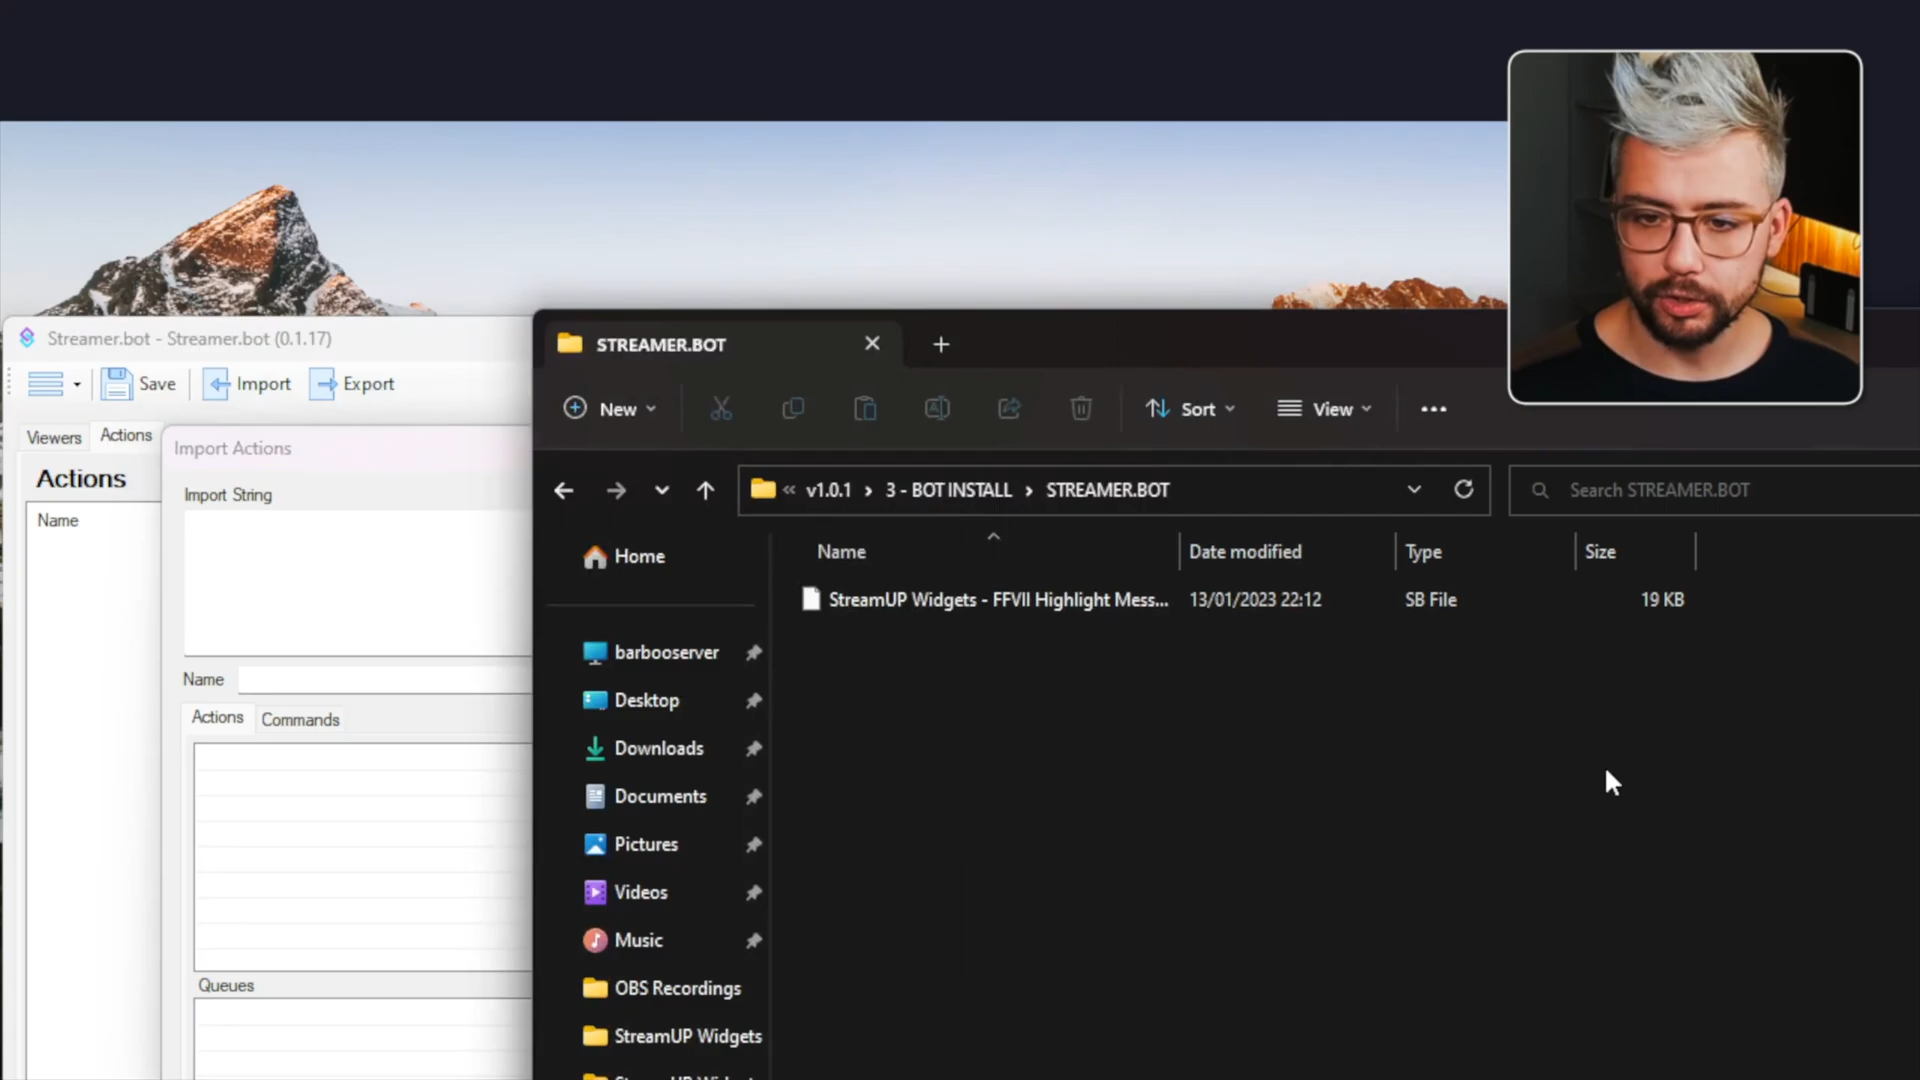 Streamer.bot - Streamer.bot (0.1.17)
Save
Import
Export
Viewers
Actions
Actions
Name
Import Actions
Import String
Name
Actions
Commands
Queues
STREAMER.BOT
New
Sort
View
« v1.0.1 › 3 - BOT INSTALL › STREAMER.BOT
Search STREAMER.BOT
Name
Date modified
Type
Size
StreamUP Widgets - FFVII Highlight Mess...
13/01/2023 22:12
SB File
19 KB
Home
barbooserver
Desktop
Downloads
Documents
Pictures
Videos
Music
OBS Recordings
StreamUP Widgets